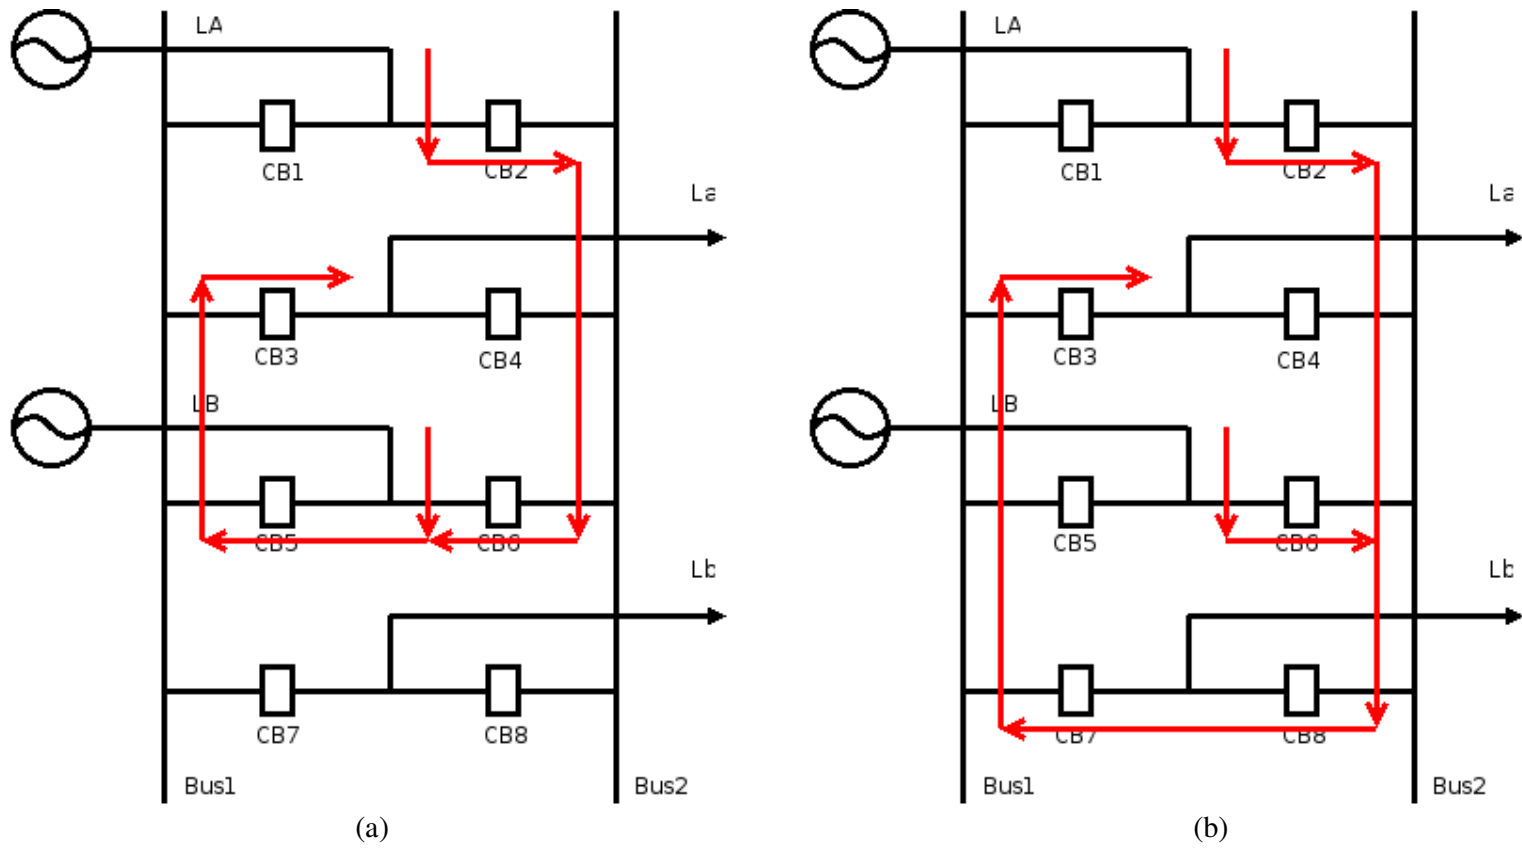 LA LA
CB1 CB2 CB1 CB2
La La
CB3 CB4 CB3 CB4
LB LB
CB5 CB6 CB5 CB6
Lb Lb
CB7 CB8 CB7 CB8
Bus1 Bus2 Bus1 Bus2
(a) (b)